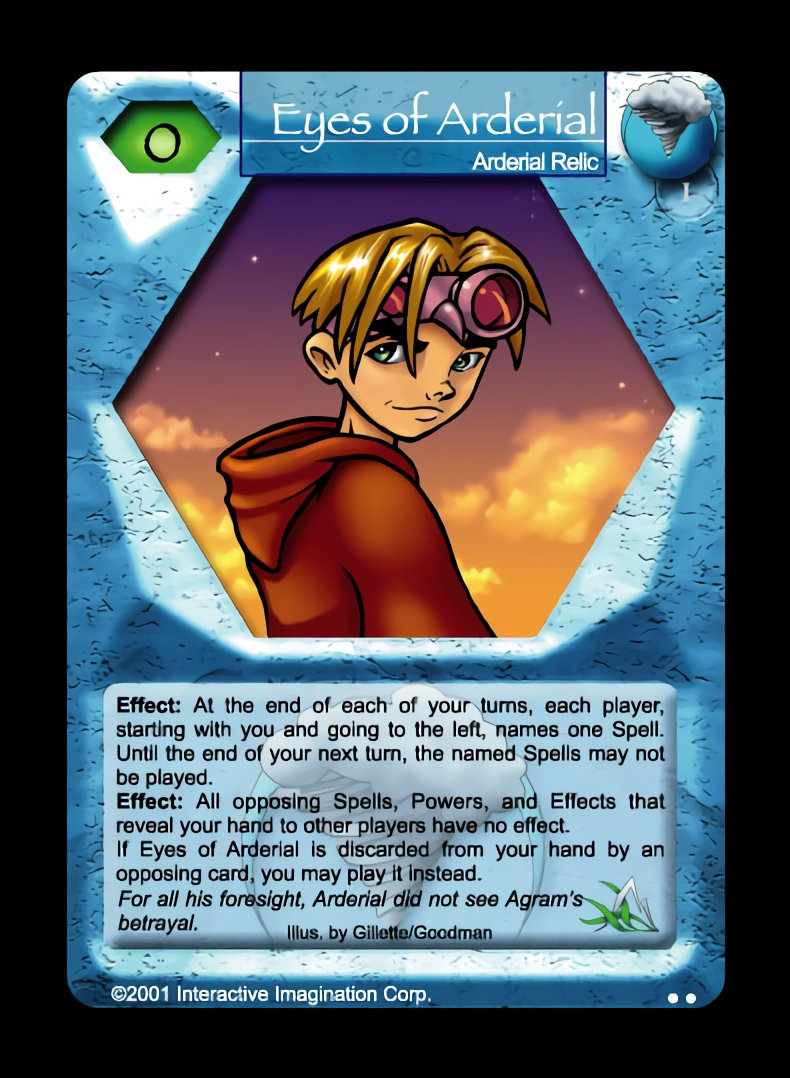 0
Eyes of Arderial
Arderial Relic
1
Effect: At the end of each of your turns, each player,
starting with you and going to the left, names one Spell.
Until the end of your next turn, the named Spells may not
be played.
Effect: All opposing Spells, Powers, and Effects that
reveal your hand to other players have no effect.
If Eyes of Arderial is discarded from your hand by an
opposing card, you may play it instead.
For all his foresight, Arderial did not see Agram's
betrayal.
Illus. by Gillette/Goodman
©2001 Interactive Imagination Corp.